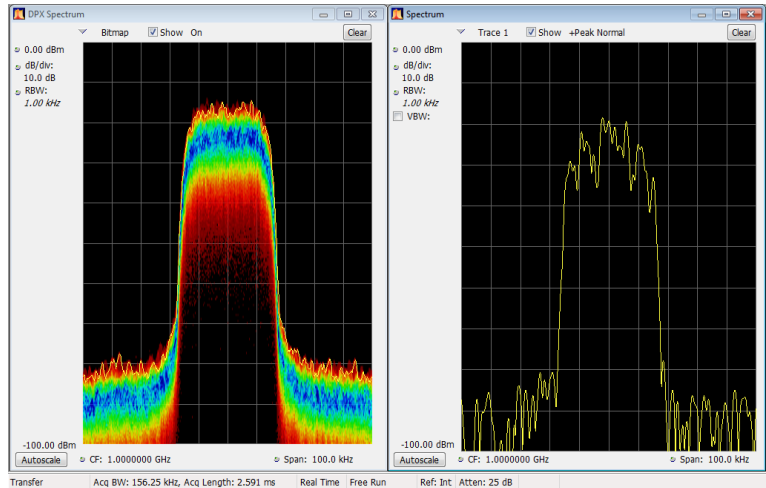 DPX Spectrum
Bitmap Show On Clear
0.00 dBm
dB/div:
10.0 dB
RBW:
1.00 kHz
-100.00 dBm
Autoscale CF: 1.0000000 GHz Span: 100.0 kHz
Spectrum
Trace 1 Show +Peak Normal Clear
0.00 dBm
dB/div:
10.0 dB
RBW:
1.00 kHz
VBW:
-100.00 dBm
Autoscale CF: 1.0000000 GHz Span: 100.0 kHz
Transfer Acq BW: 156.25 kHz, Acq Length: 2.591 ms Real Time Free Run Ref: Int Atten: 25 dB